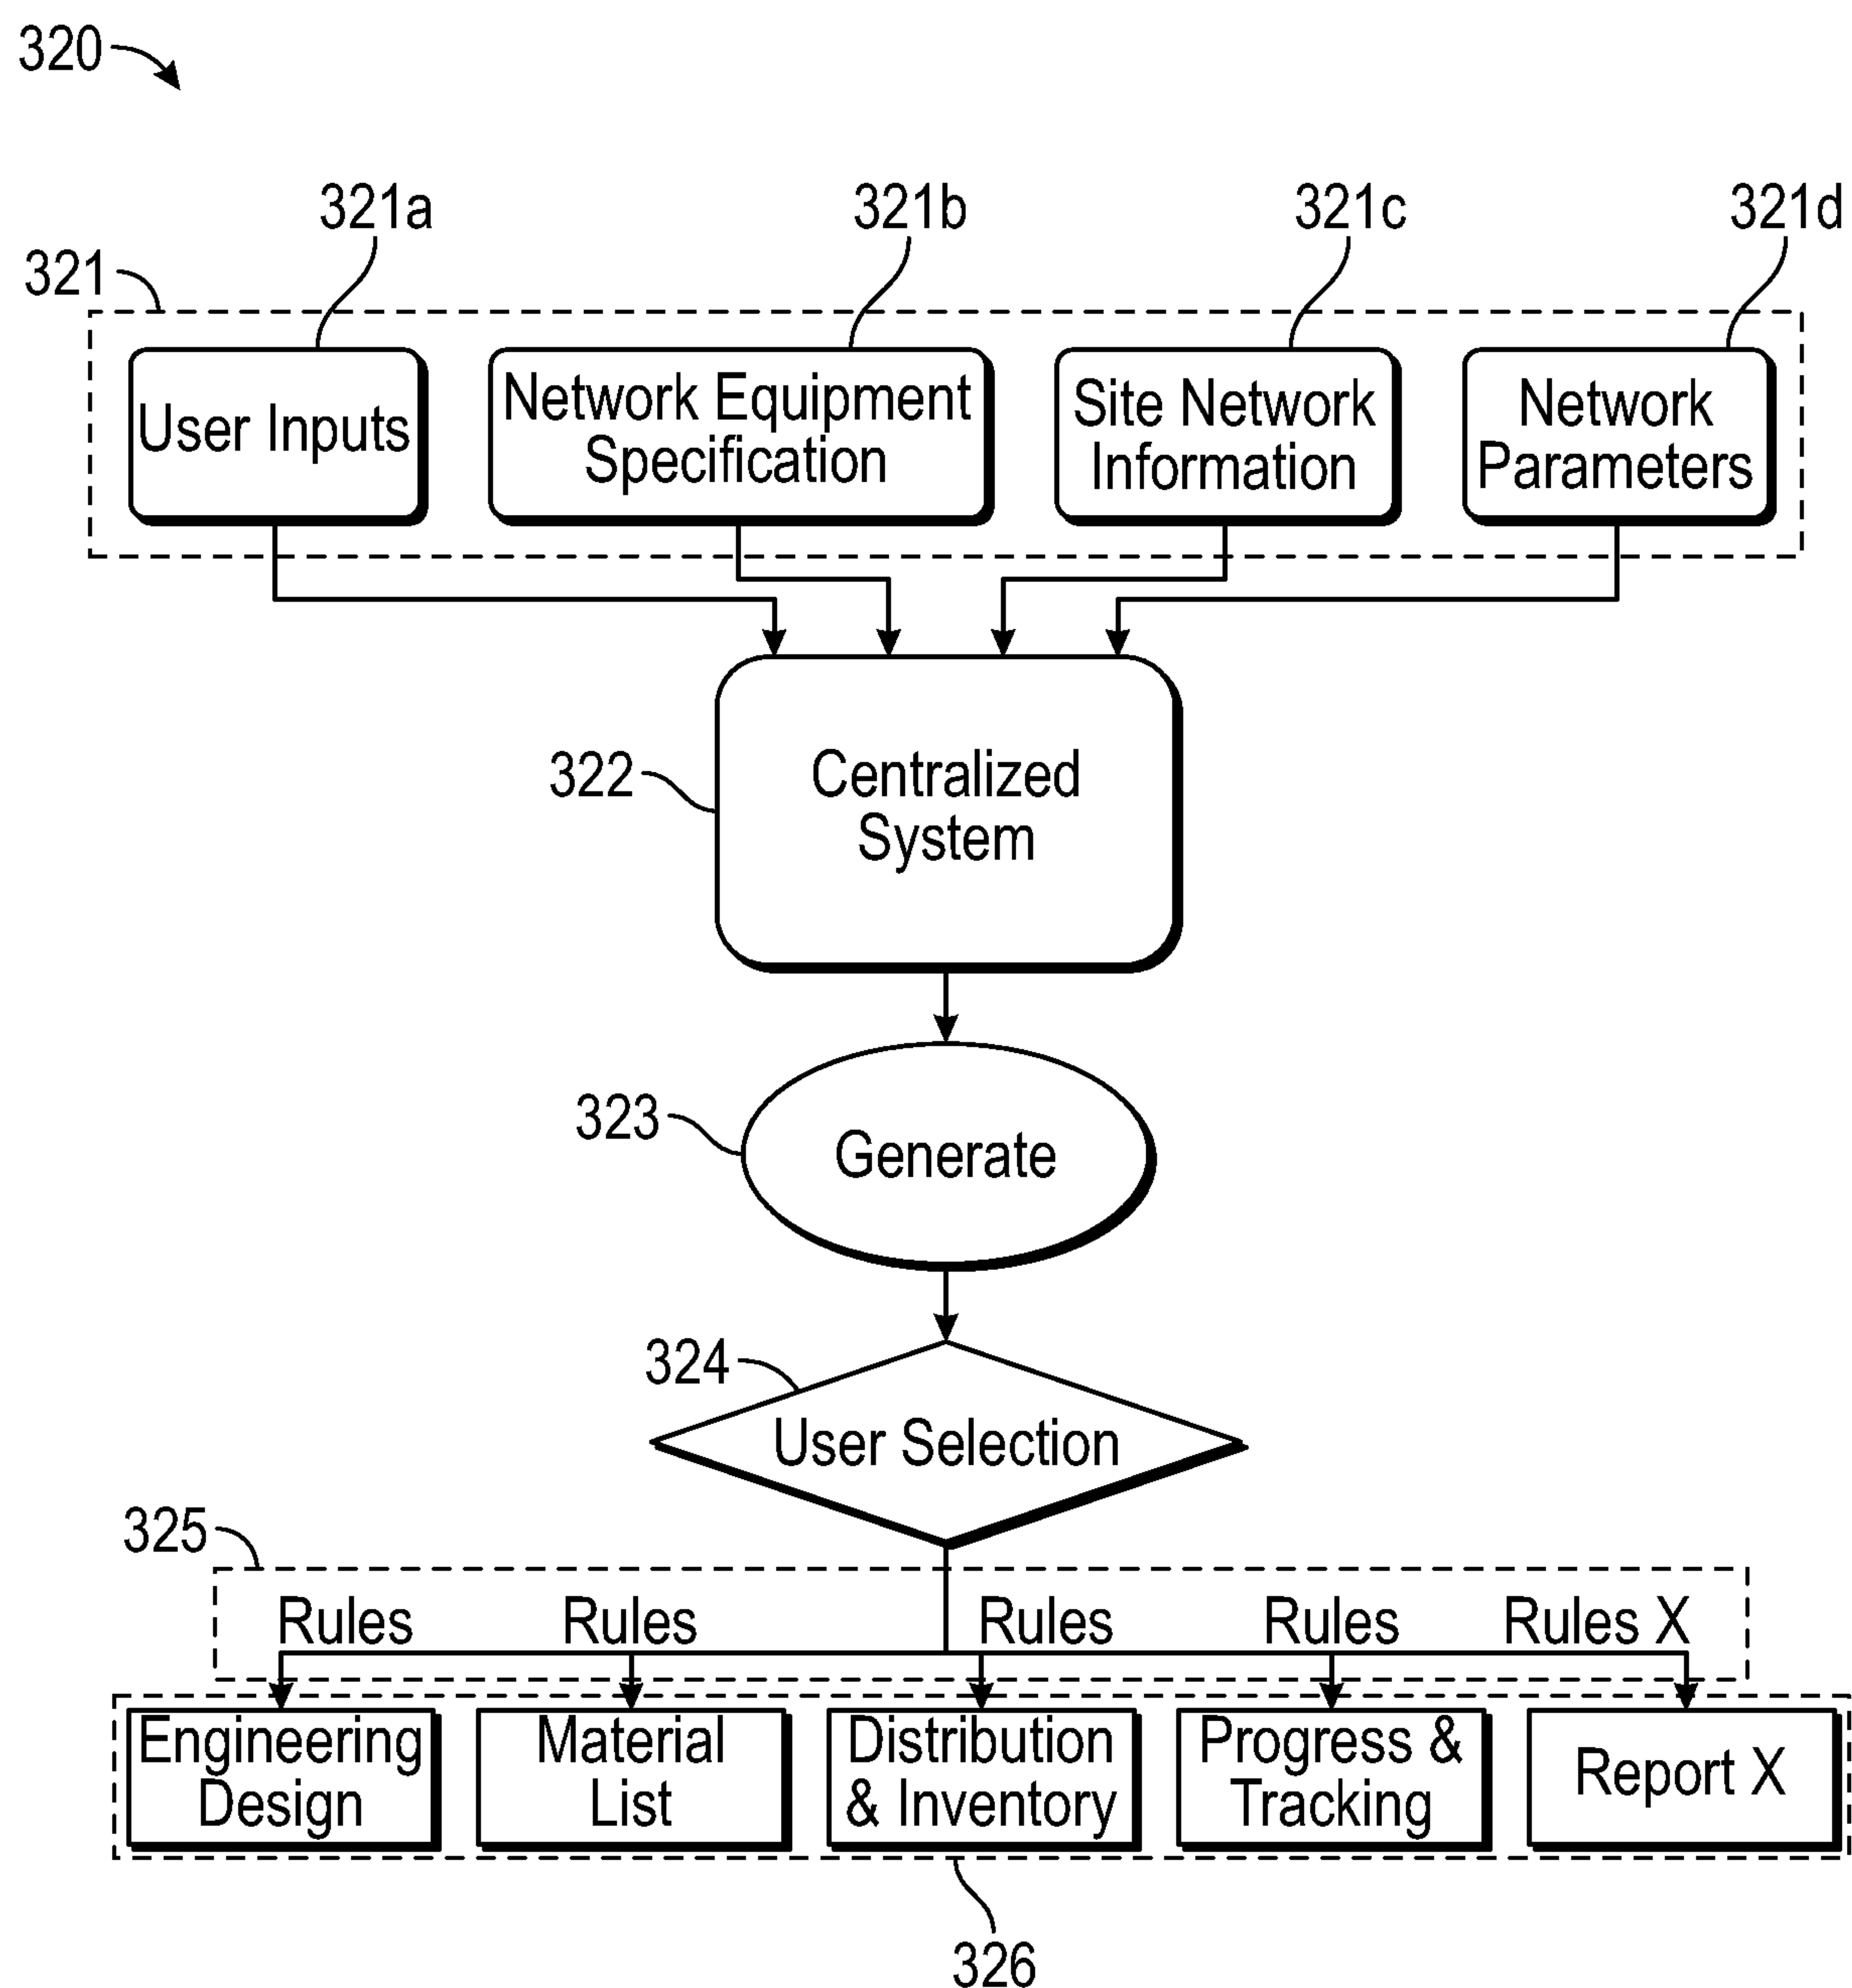 320
321a
321b
321c
321d
321
User Inputs
Network Equipment
Specification
Site Network
Information
Network
Parameters
322
Centralized
System
323
Generate
324
User Selection
325
Rules
Rules
Rules
Rules
Rules X
Engineering
Design
Material
List
Distribution
& Inventory
Progress &
Tracking
Report X
326